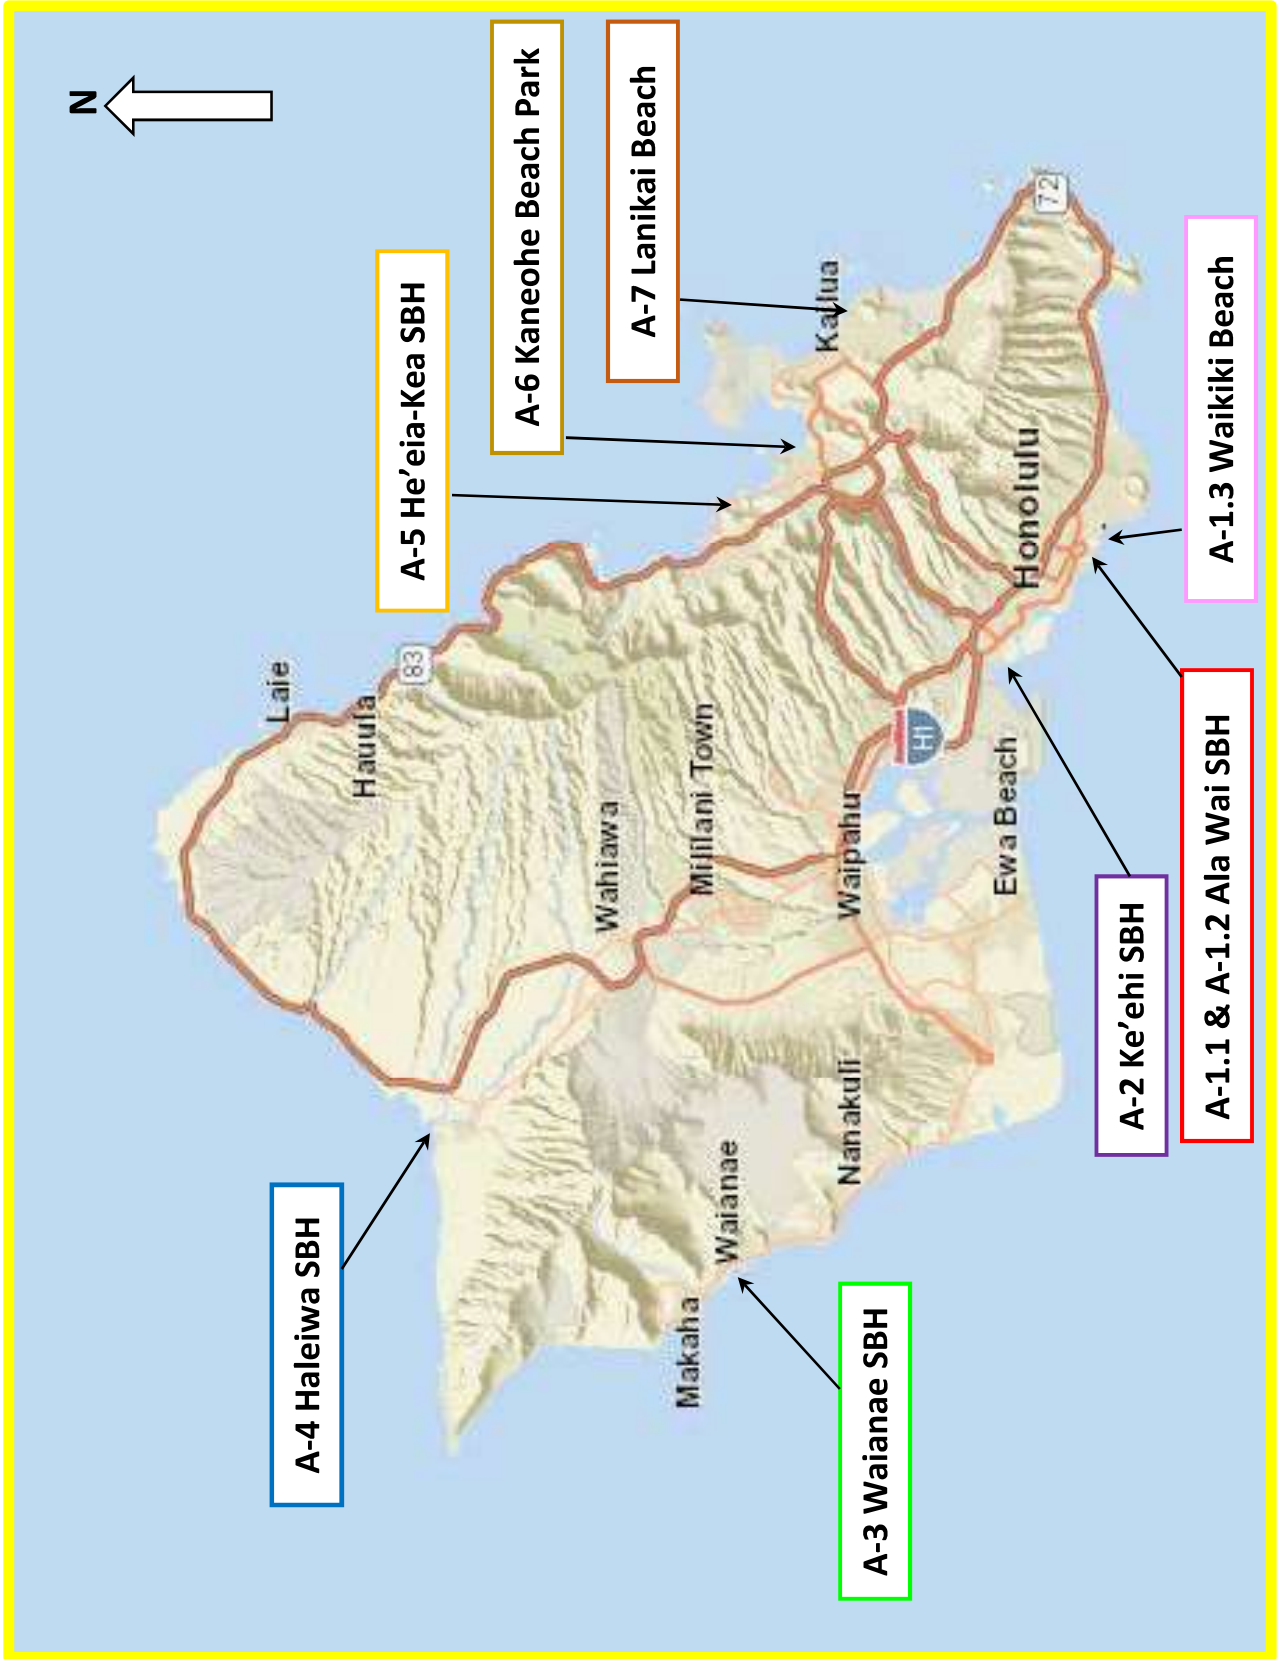 N
Laie
A-4 Haleiwa SBH
Hauula
83
A-5 He’eia-Kea SBH
A-6 Kaneohe Beach Park
Wahiawa
A-7 Lanikai Beach
Makaha
Mililani Town
Waianae
Kailua
Nanakuli
Waipahu
A-3 Waianae SBH
H1
Ewa Beach
Honolulu
72
A-2 Ke’ehi SBH
A-1.1 & A-1.2 Ala Wai SBH
A-1.3 Waikiki Beach